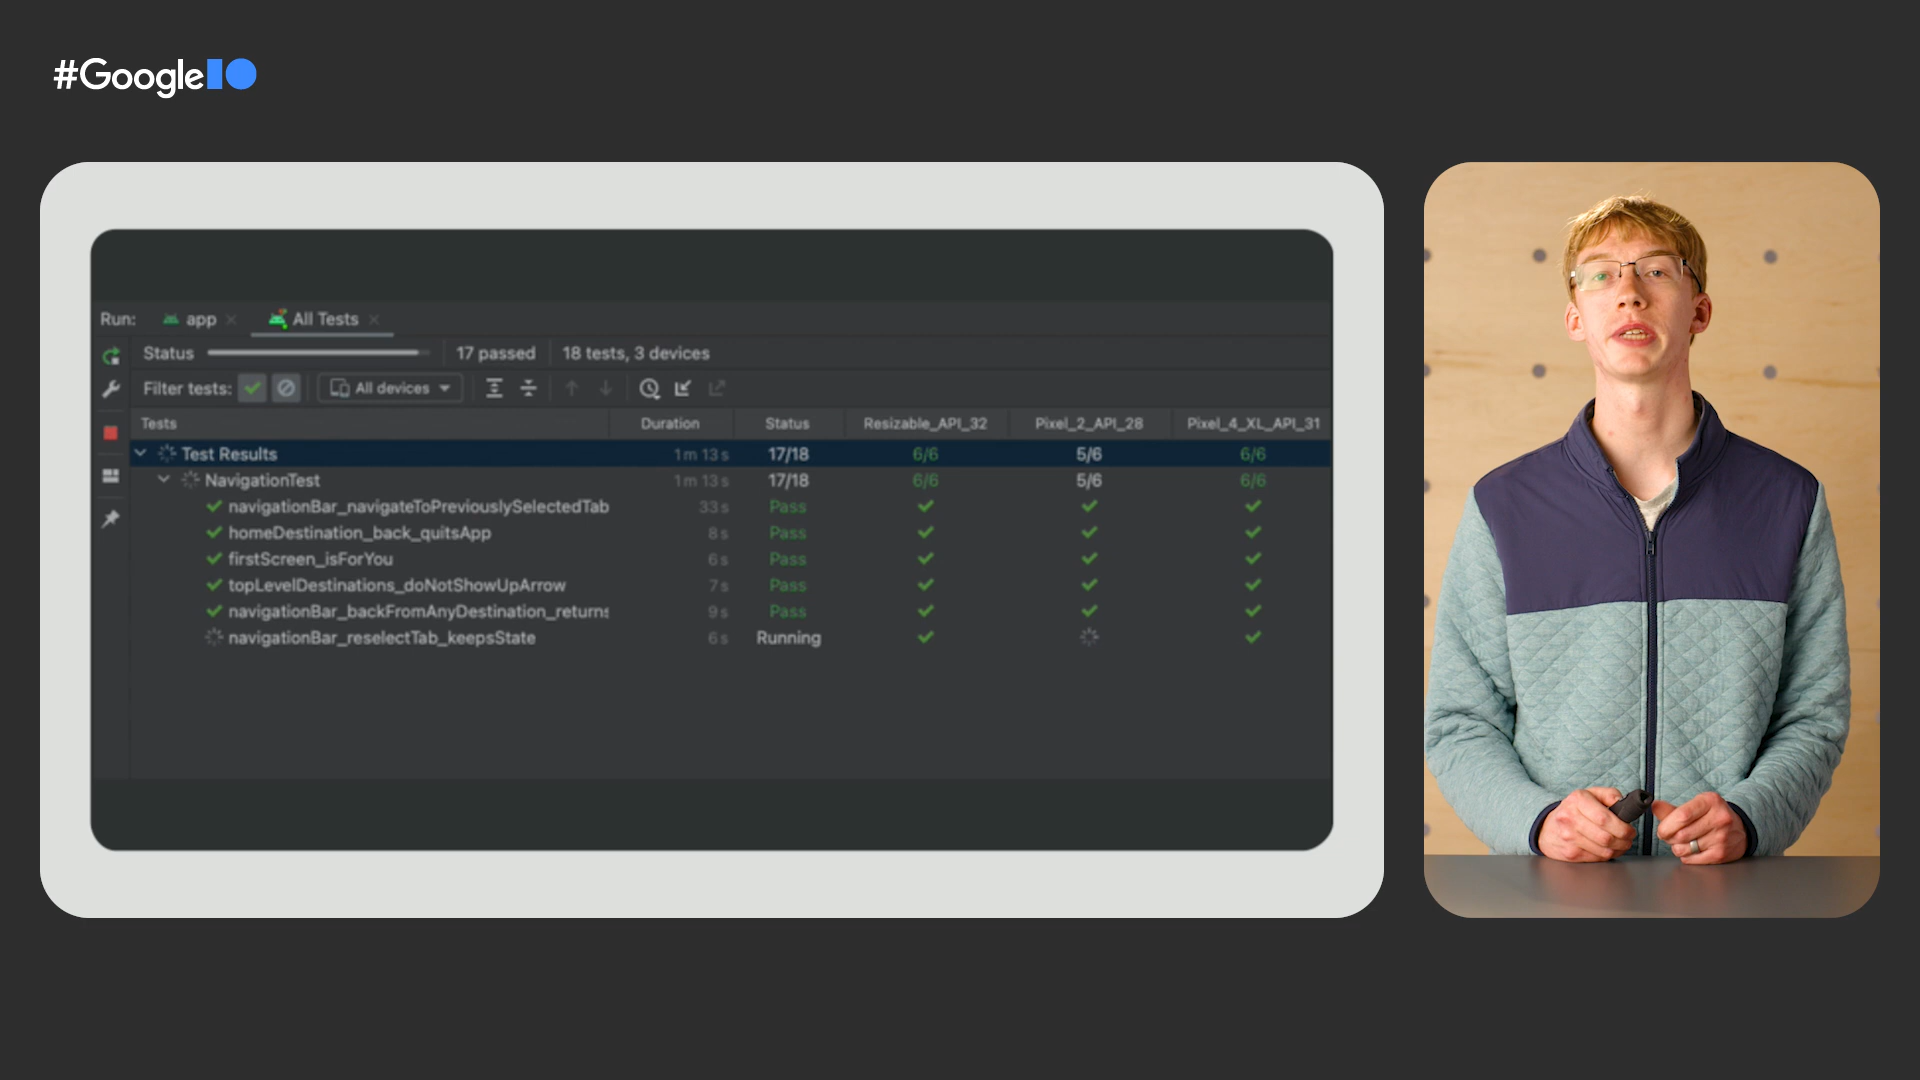 #GoogleIO
Run: app All Tests
Status 17 passed 18 tests, 3 devices
Filter tests: All devices
Tests Duration Status Resizable_API_32 Pixel_2_API_28 Pixel_4_XL_API_31
Test Results 1m 13s 17/18 6/6 5/6 6/6
NavigationTest 1m 13s 17/18 6/6 5/6 6/6
navigationBar_navigateToPreviouslySelectedTab 33s Pass
homeDestination_back_quitsApp 8s Pass
firstScreen_isForYou 6s Pass
topLevelDestinations_doNotShowUpArrow 7s Pass
navigationBar_backFromAnyDestination_returns 9s Pass
navigationBar_reselectTab_keepsState 6s Running